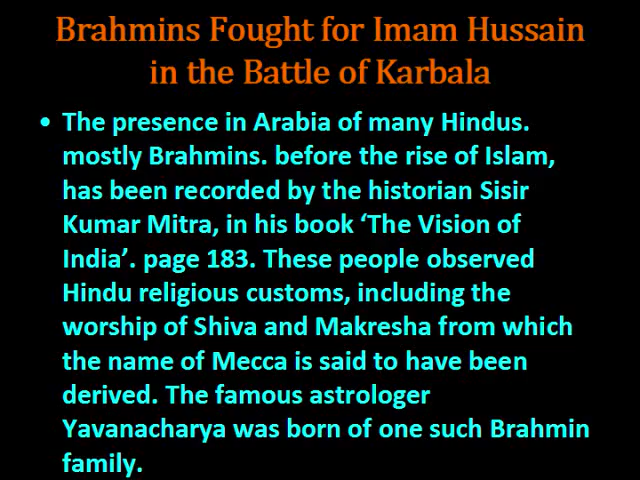 Brahmins Fought for Imam Hussain
in the Battle of Karbala
• The presence in Arabia of many Hindus.
mostly Brahmins. before the rise of Islam,
has been recorded by the historian Sisir
Kumar Mitra, in his book ‘The Vision of
India’. page 183. These people observed
Hindu religious customs, including the
worship of Shiva and Makresha from which
the name of Mecca is said to have been
derived. The famous astrologer
Yavanacharya was born of one such Brahmin
family.